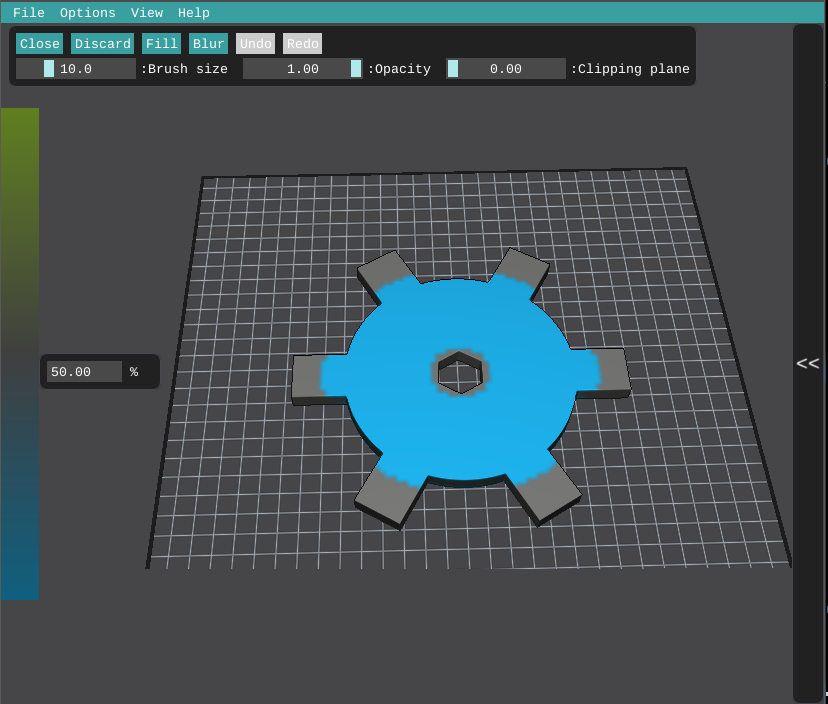 File Options View Help
Close Discard Fill Blur Undo Redo
10.0 :Brush size 1.00 :Opacity 0.00 :Clipping plane
<<
50.00 %